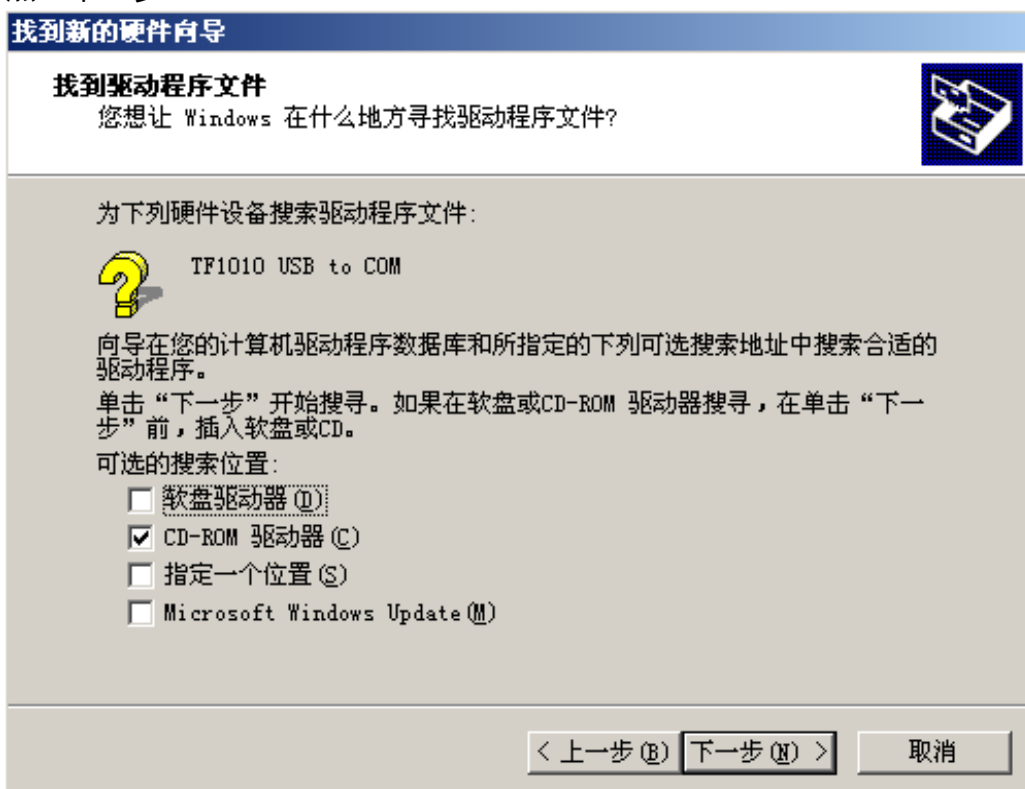 找到新的硬件向导
找到驱动程序文件
您想让 Windows 在什么地方寻找驱动程序文件?
为下列硬件设备搜索驱动程序文件:
TF1010 USB to COM
向导在您的计算机驱动程序数据库和所指定的下列可选搜索地址中搜索合适的
驱动程序。
单击“下一步”开始搜寻。如果在软盘或CD-ROM 驱动器搜寻，在单击“下一
步”前，插入软盘或CD。
可选的搜索位置:
软盘驱动器(D)
CD-ROM 驱动器(C)
指定一个位置(S)
Microsoft Windows Update(M)
< 上一步(B) 下一步(N) > 取消